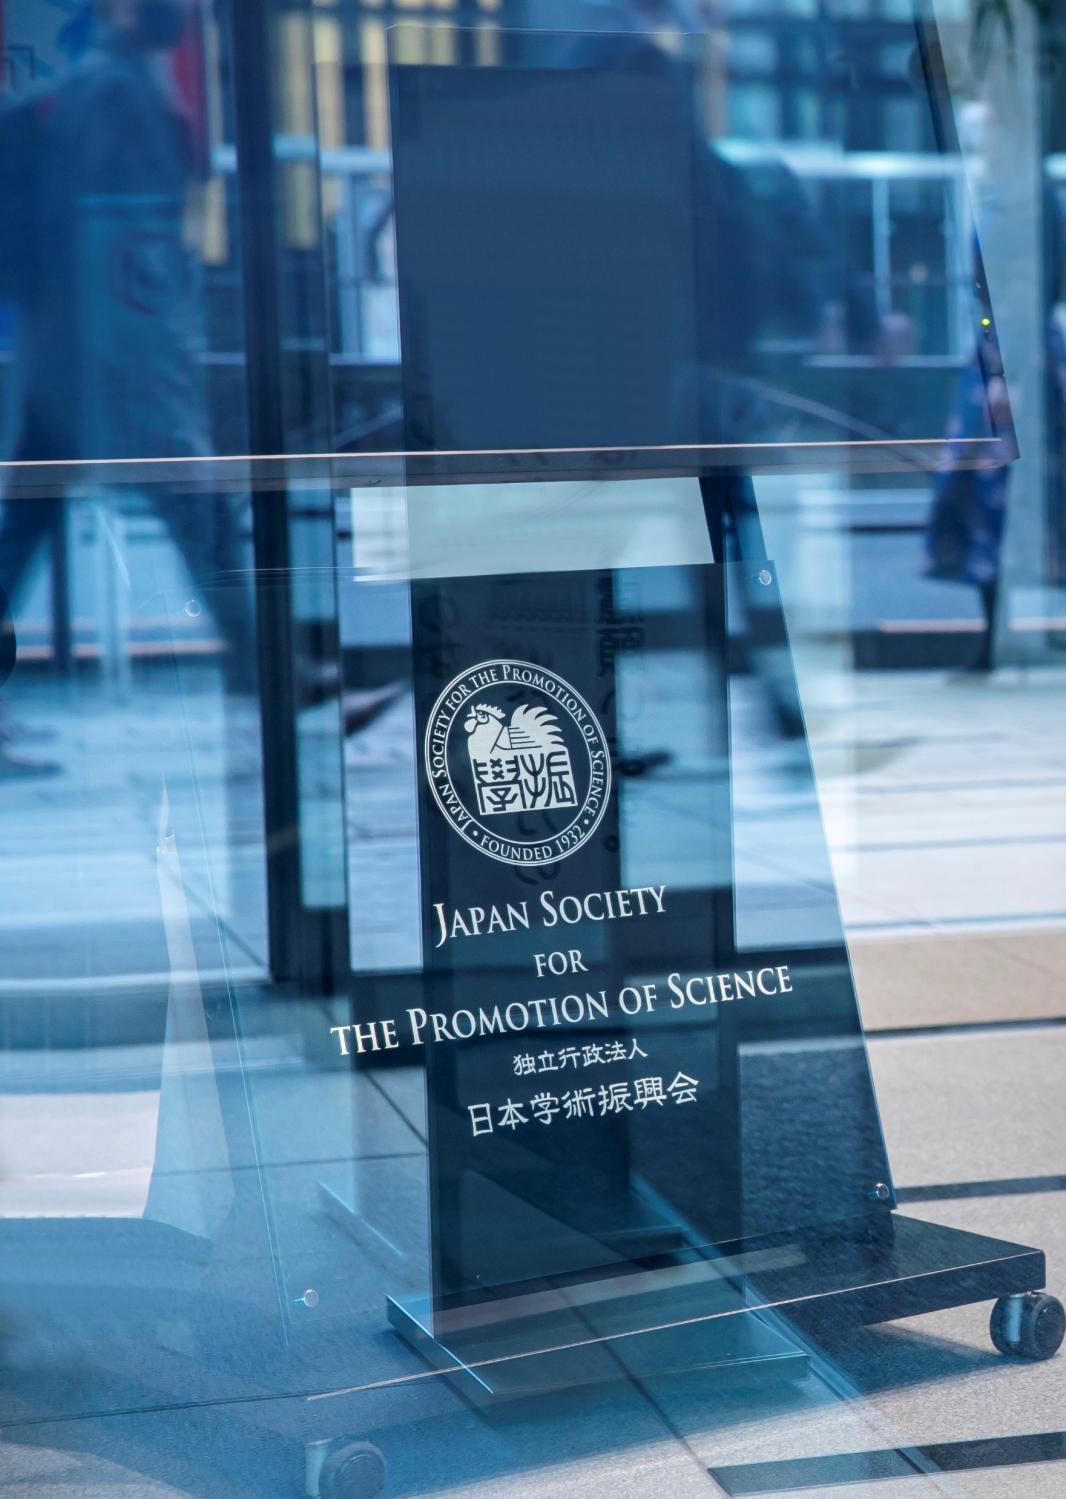 JAPAN SOCIETY FOR THE PROMOTION OF SCIENCE
• FOUNDED 1932 •
學振
JAPAN SOCIETY
FOR
THE PROMOTION OF SCIENCE
独立行政法人
日本学術振興会